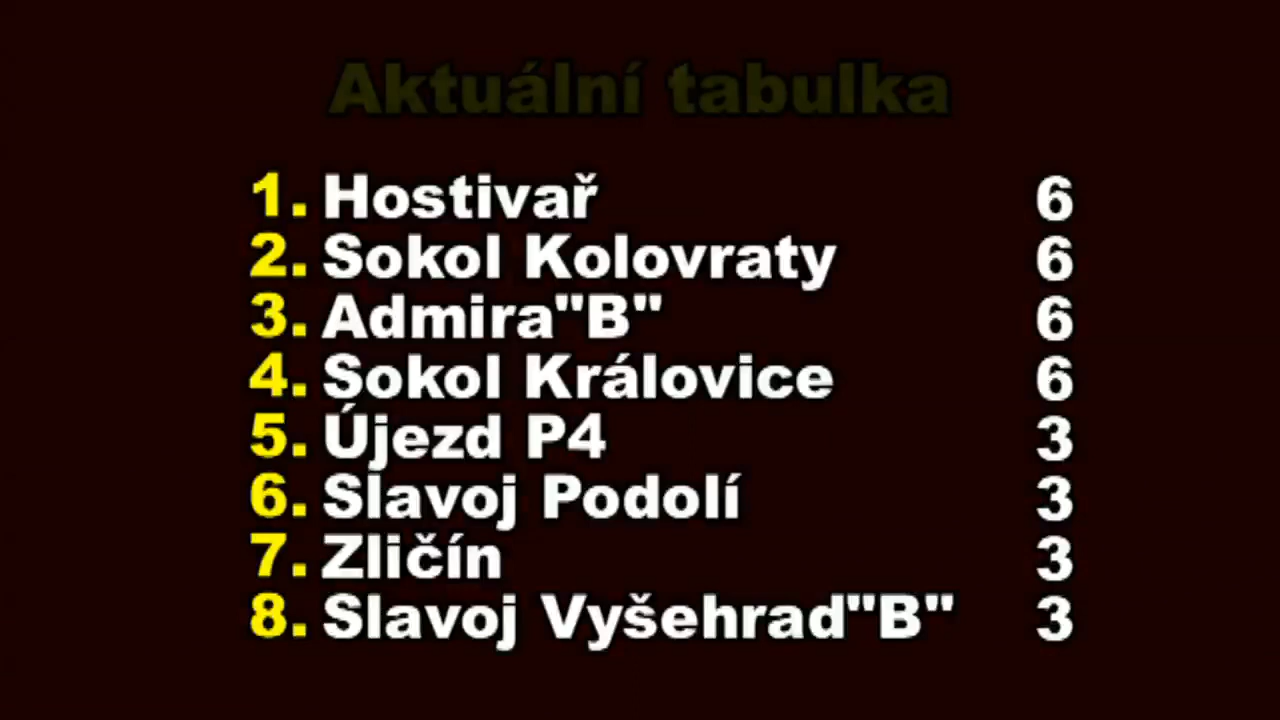 Aktuální tabulka
1. Hostivař 6
2. Sokol Kolovraty 6
3. Admira"B" 6
4. Sokol Královice 6
5. Újezd P4 3
6. Slavoj Podolí 3
7. Zličín 3
8. Slavoj Vyšehrad"B" 3